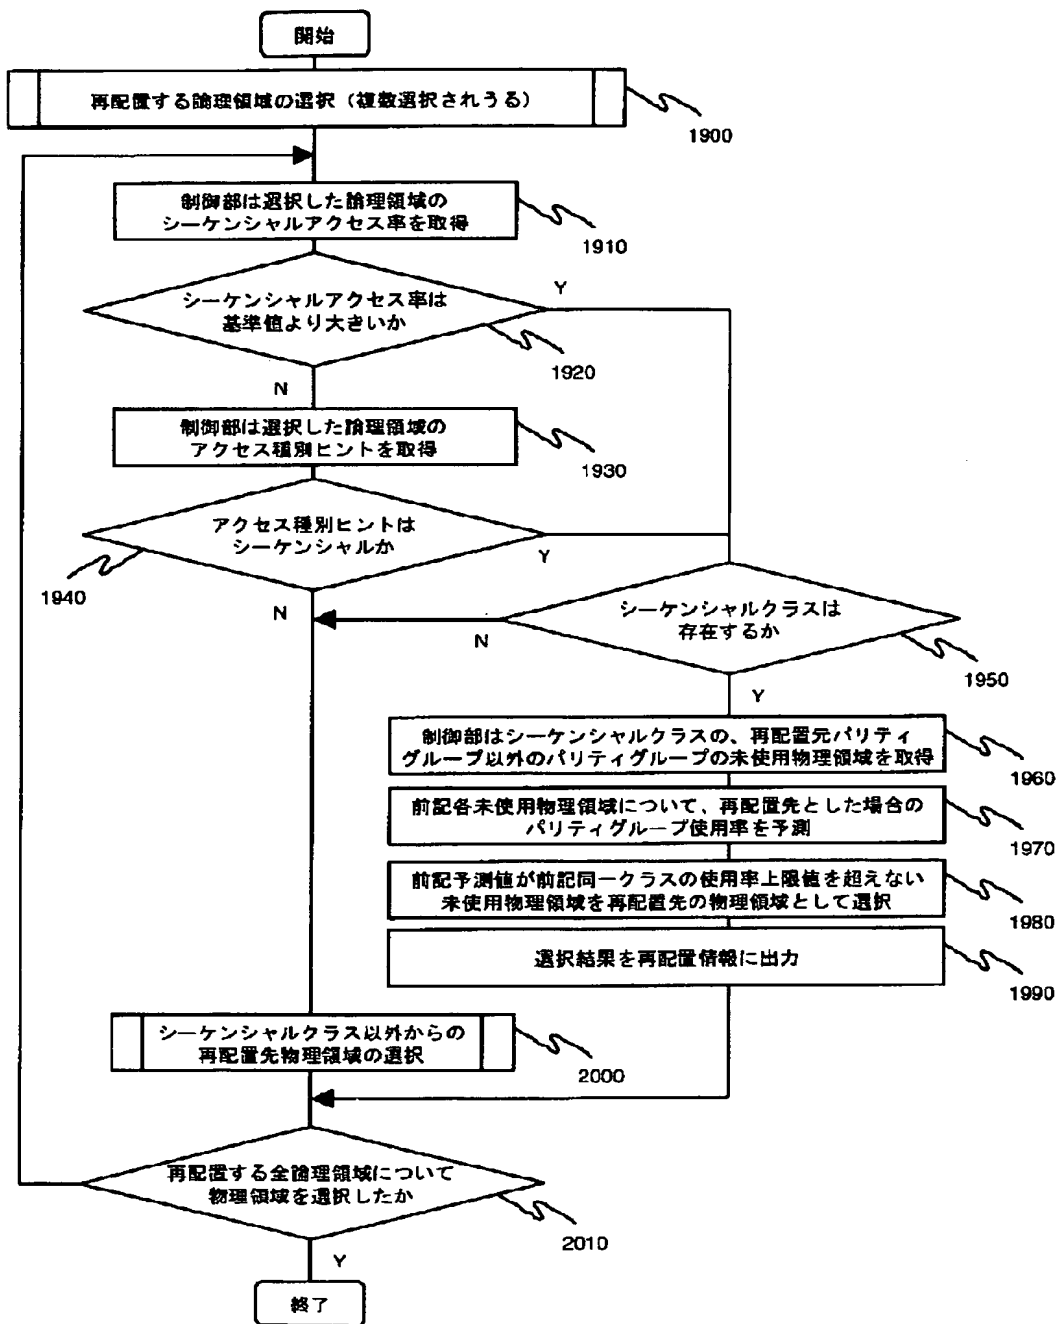 開始
再配置する論理領域の選択（複数選択されうる）
1900
制御部は選択した論理領域の
シーケンシャルアクセス率を取得
1910
シーケンシャルアクセス率は
基準値より大きいか
Y
1920
N
制御部は選択した論理領域の
アクセス種別ヒントを取得
1930
アクセス種別ヒントは
シーケンシャルか
Y
1940
N
シーケンシャルクラスは
存在するか
N
1950
Y
制御部はシーケンシャルクラスの、再配置元パリティ
グループ以外のパリティグループの未使用物理領域を取得
1960
前記各未使用物理領域について、再配置先とした場合の
パリティグループ使用率を予測
1970
前記予測値が前記同一クラスの使用率上限値を超えない
未使用物理領域を再配置先の物理領域として選択
1980
選択結果を再配置情報に出力
1990
シーケンシャルクラス以外からの
再配置先物理領域の選択
2000
再配置する全論理領域について
物理領域を選択したか
2010
Y
終了